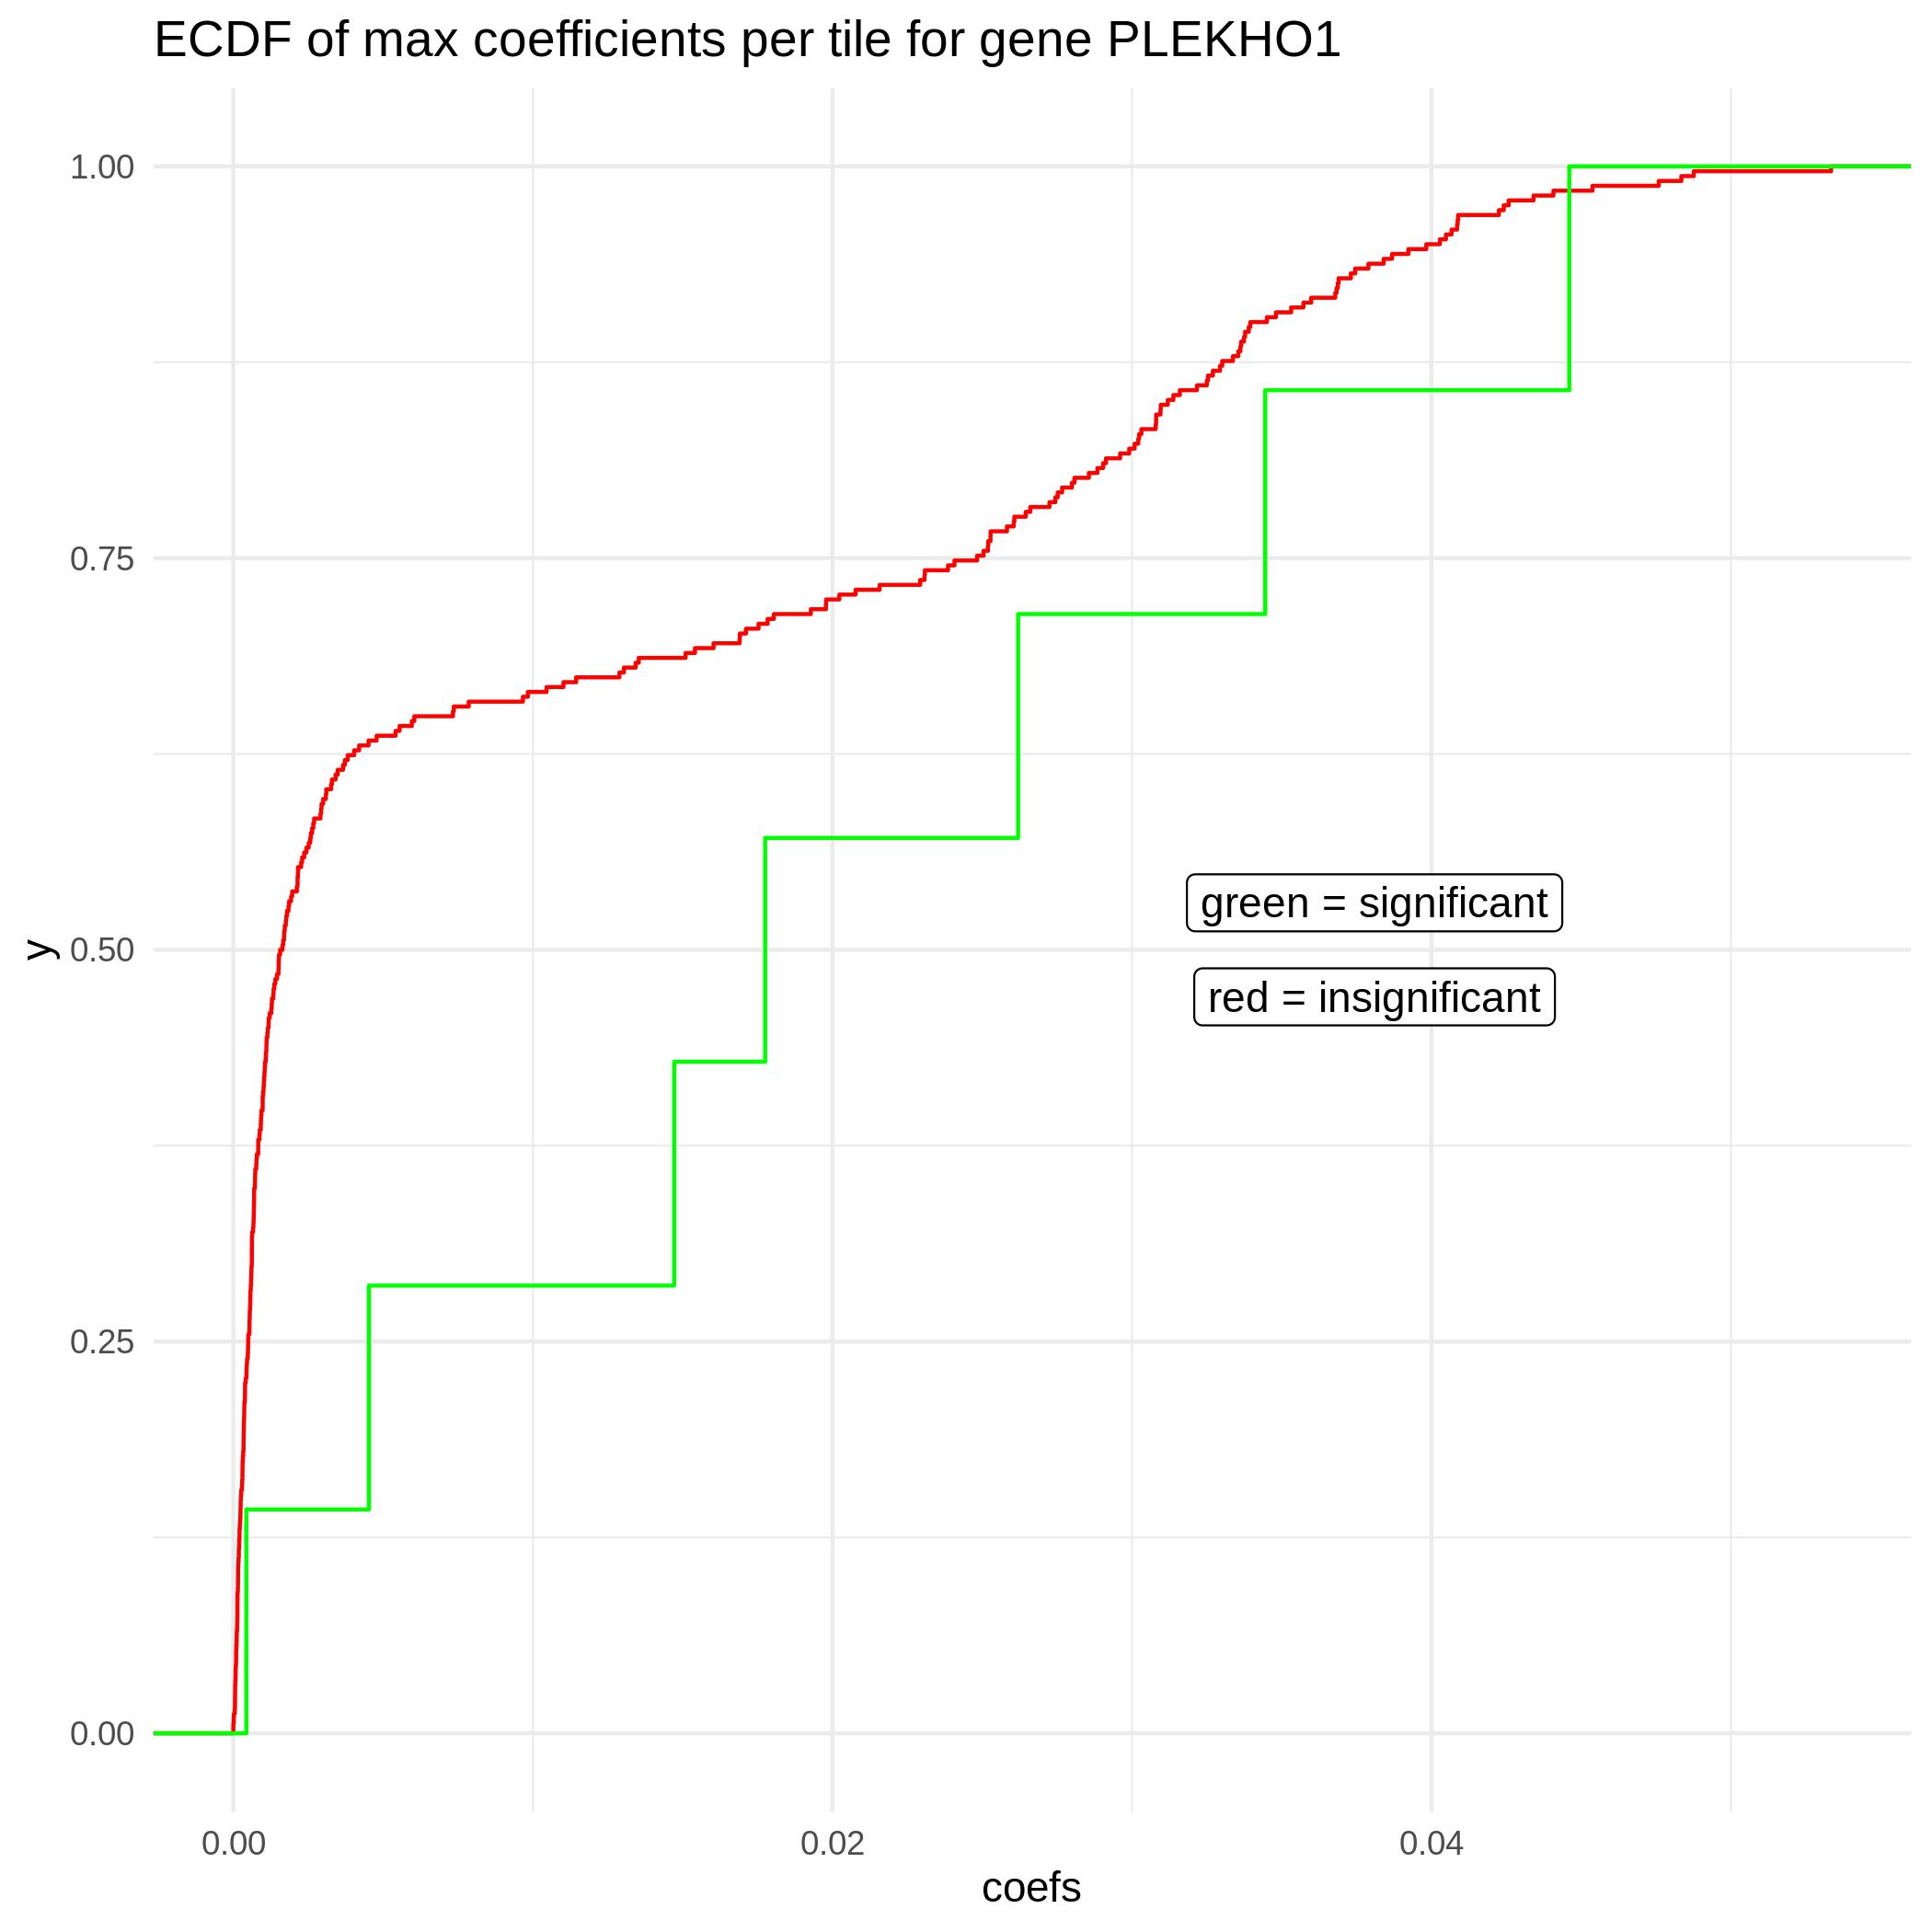 ECDF of max coefficients per tile for gene PLEKHO1
1.00
0.75
0.50
0.25
0.00
y
green = significant
red = insignificant
0.00 0.02 0.04
coefs